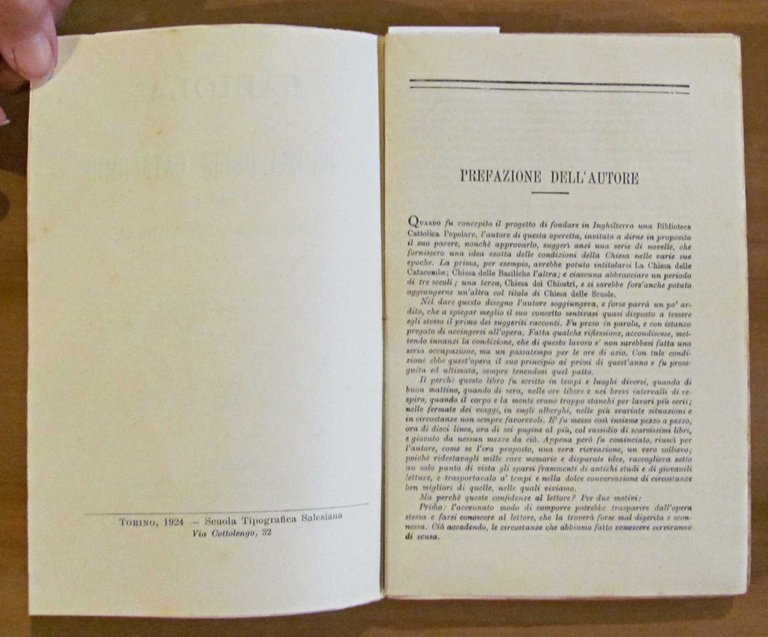 TORINO, 1924 — Scuola Tipografica Salesiana
Via Cottolengo, 32
PREFAZIONE DELL'AUTORE
QUANDO fu concepito il progetto di fondare in Inghilterra una Biblioteca
Cattolica Popolare, l'autore di questa operetta, invitato a dirne in proposito
il suo parere, nonchè approvarlo, suggerì anzi una serie di novelle, che
fornissero una idea esatta delle condizioni della Chiesa nelle varie sue
epoche. La prima, per esempio, avrebbe potuto intitolarsi La Chiesa delle
Catacombe; Chiesa delle Basiliche l'altra; e ciascuna abbracciare un periodo
di tre secoli; una terza, Chiesa dei Chiostri, e si sarebbe fors'anche potuto
aggiungerne un'altra col titolo di Chiesa delle Scuole.
Nel dare questo disegno l'autore soggiungeva, e forse parrà un po' ar-
dito, che a spiegar meglio il suo concetto sentivasi quasi disposto a tessere
egli stesso il primo dei suggeriti racconti. Fu preso in parola, e con istanza
pregato di accingersi all'opera. Fatta qualche riflessione, accondiscese, met-
tendo innanzi la condizione, che di questo lavoro e' non sarebbesi fatta una
seria occupazione, ma un passatempo per le ore di ozio. Con tale condi-
zione ebbe quest'opera il suo principio ai primi di quest'anno e fu prose-
guita ed ultimata, sempre tenendosi quel patto.
Il perchè questo libro fu scritto in tempi e luoghi diversi, quando di
buon mattino, quando di sera, nelle ore libere e nei brevi intervalli di re-
spiro, quando il corpo e la mente erano troppo stanchi per lavori più serii;
nelle fermate dei viaggi, in sugli alberghi, nelle più svariate situazioni e
in circostanze non sempre favorevoli. E' fu messo così insieme pezzo a pezzo,
ora di dieci linee, ora di sei pagine al più, col sussidio di scarsissimi libri,
e giovato da nessun mezzo da ciò. Appena però fu cominciato, riuscì per
l'autore, come se l'era proposto, una vera ricreazione, un vero sollievo;
poichè ridestavagli mille care memorie e disparate idee, raccoglieva sotto
un solo punto di vista gli sparsi frammenti di antichi studi e di giovanili
letture, e trasportavalo a' tempi e nella dolce conversazione di circostanze
ben migliori di quelle, nelle quali viviamo.
Ma perchè queste confidenze al lettore? Per due motivi:
Primo: l'accennato modo di comporre potrebbe trasparire dall'opera
stessa e farsi conoscere al lettore, che la troverà forse mal digerita e scon-
nessa. Ciò accadendo, le circostanze che abbiamo fatto conoscere serviranno
di scusa.